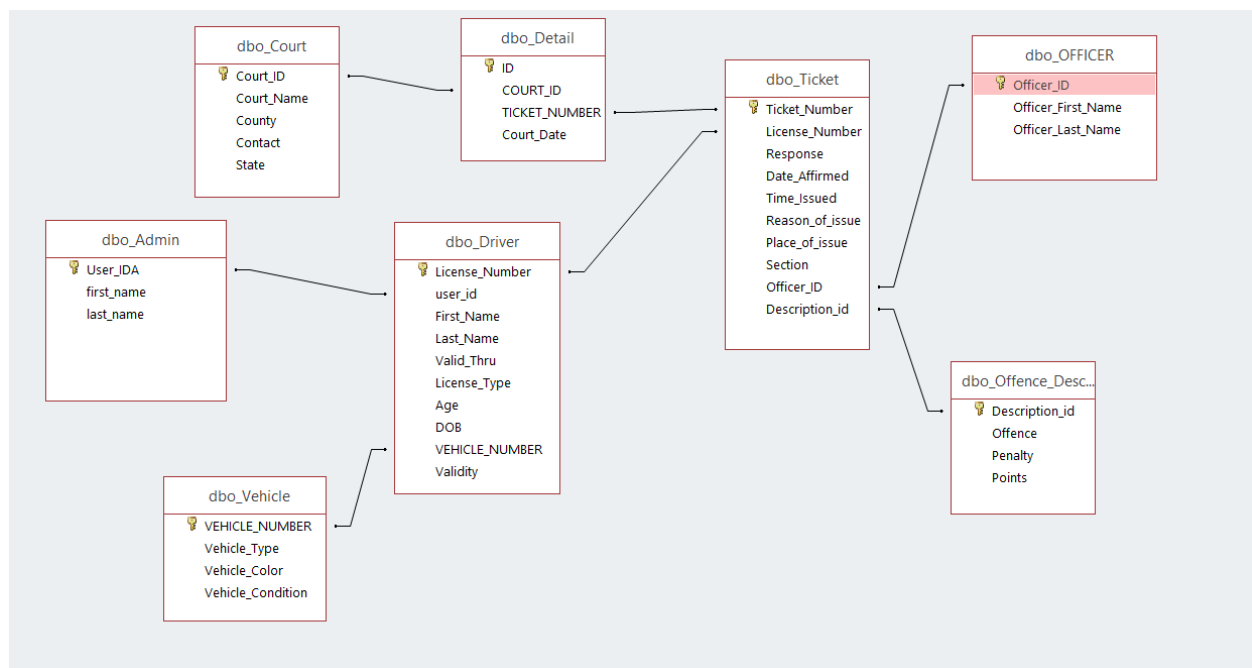 dbo_Court
Court_ID
Court_Name
County
Contact
State
dbo_Detail
ID
COURT_ID
TICKET_NUMBER
Court_Date
dbo_Ticket
Ticket_Number
License_Number
Response
Date_Affirmed
Time_Issued
Reason_of_issue
Place_of_issue
Section
Officer_ID
Description_id
dbo_OFFICER
Officer_ID
Officer_First_Name
Officer_Last_Name
dbo_Admin
User_IDA
first_name
last_name
dbo_Driver
License_Number
user_id
First_Name
Last_Name
Valid_Thru
License_Type
Age
DOB
VEHICLE_NUMBER
Validity
dbo_Offence_Desc...
Description_id
Offence
Penalty
Points
dbo_Vehicle
VEHICLE_NUMBER
Vehicle_Type
Vehicle_Color
Vehicle_Condition